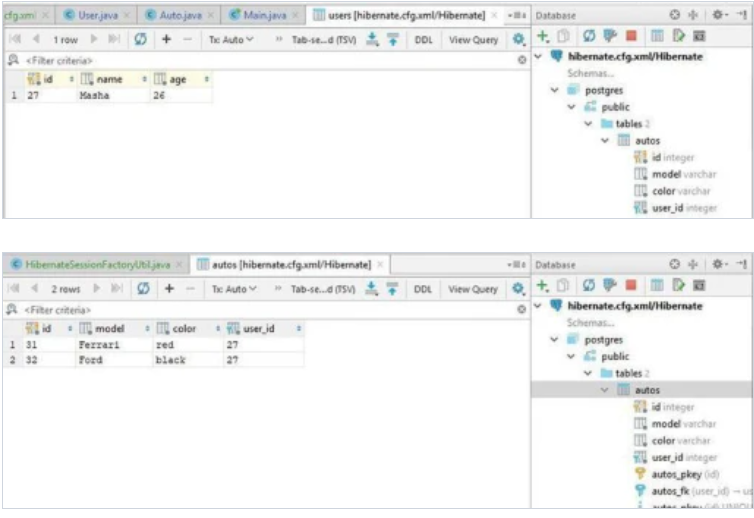 cfg.xml User.java Auto.java Main.java users [hibernate.cfg.xml/Hibernate] Database
1 row Tx: Auto Tab-se...d (TSV) DDL View Query
<Filter criteria>
id name age
1 27 Masha 26
hibernate.cfg.xml/Hibernate
Schemas...
postgres
public
tables 2
autos
id integer
model varchar
color varchar
user_id integer
HibernateSessionFactoryUtil.java autos [hibernate.cfg.xml/Hibernate] Database
2 rows Tx: Auto Tab-se...d (TSV) DDL View Query
<Filter criteria>
id model color user_id
1 31 Ferrari red 27
2 32 Ford black 27
hibernate.cfg.xml/Hibernate
Schemas...
postgres
public
tables 2
autos
id integer
model varchar
color varchar
user_id integer
autos_pkey (id)
autos_fk (user_id) → us